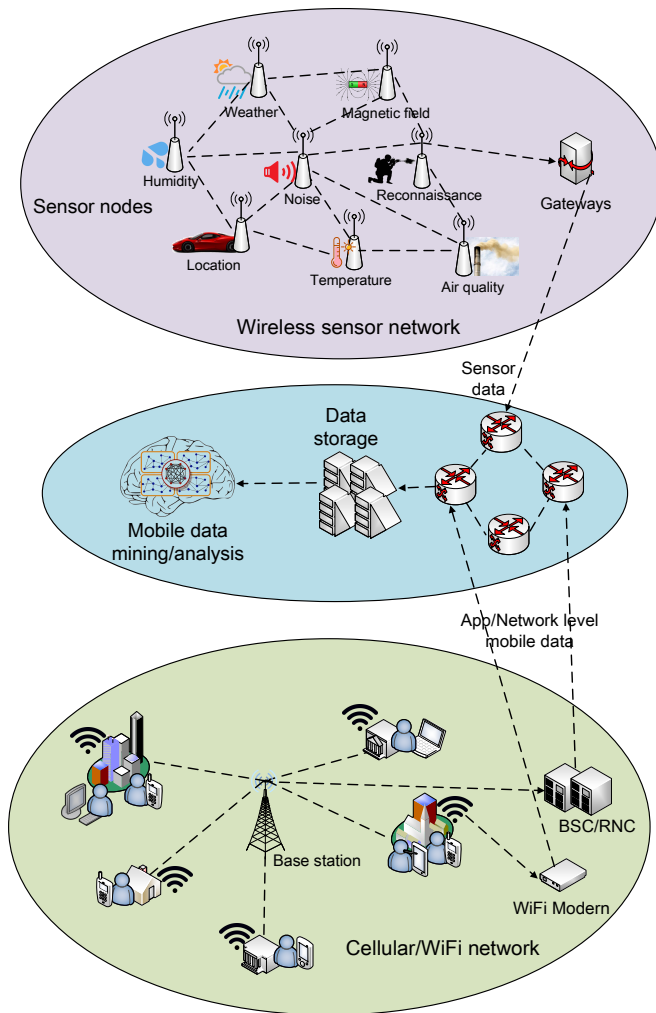 Weather
Magnetic field
Humidity
Noise
Reconnaissance
Gateways
Sensor nodes
Location
Temperature
Air quality
Wireless sensor network
Sensor
data
Data
storage
Mobile data
mining/analysis
App/Network level
mobile data
BSC/RNC
Base station
WiFi Modern
Cellular/WiFi network